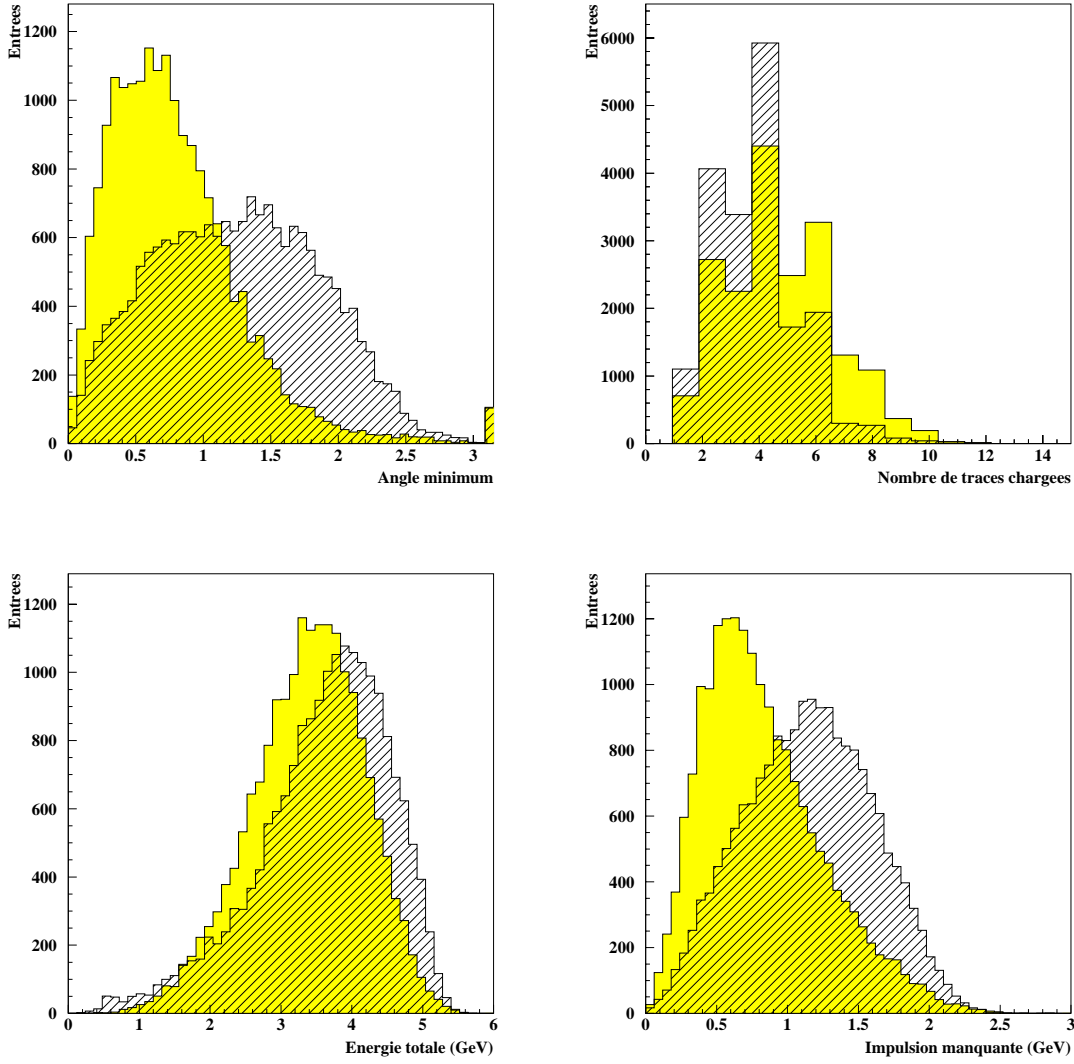 Entrees
1200
1000
800
600
400
200
0
0 0.5 1 1.5 2 2.5 3
Angle minimum
Entrees
6000
5000
4000
3000
2000
1000
0
0 2 4 6 8 10 12 14
Nombre de traces chargees
Entrees
1200
1000
800
600
400
200
0
0 1 2 3 4 5 6
Energie totale (GeV)
Entrees
1200
1000
800
600
400
200
0
0 0.5 1 1.5 2 2.5 3
Impulsion manquante (GeV)